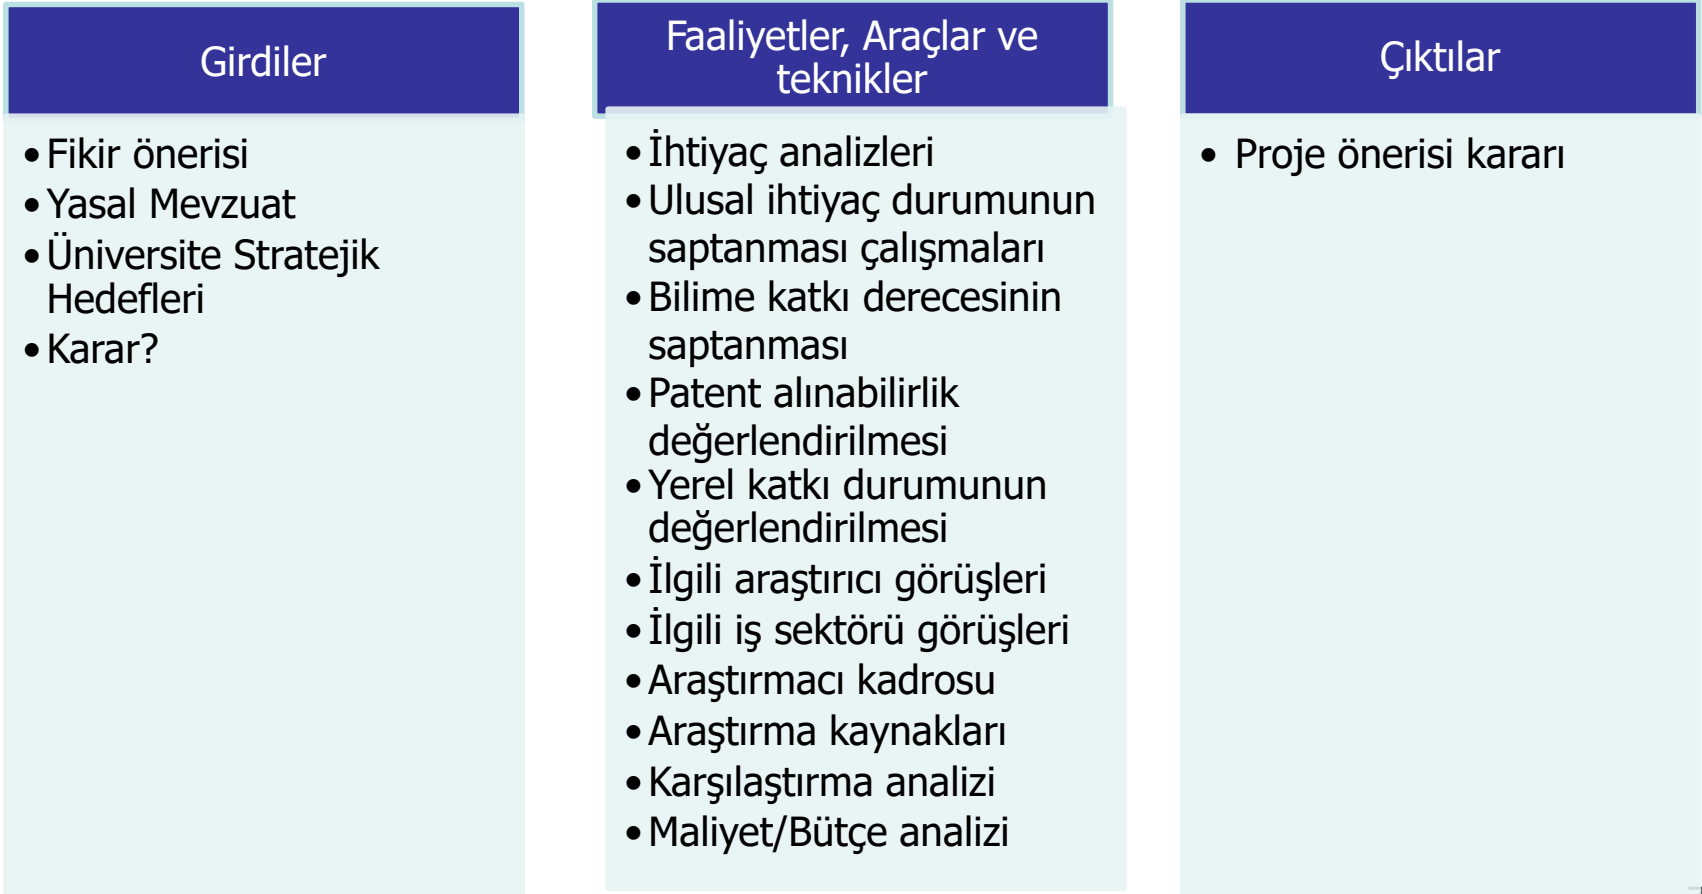 Girdiler
• Fikir önerisi
• Yasal Mevzuat
• Üniversite Stratejik
Hedefleri
• Karar?
Faaliyetler, Araçlar ve
teknikler
• İhtiyaç analizleri
• Ulusal ihtiyaç durumunun
saptanması çalışmaları
• Bilime katkı derecesinin
saptanması
• Patent alınabilirlik
değerlendirilmesi
• Yerel katkı durumunun
değerlendirilmesi
• İlgili araştırıcı görüşleri
• İlgili iş sektörü görüşleri
• Araştırmacı kadrosu
• Araştırma kaynakları
• Karşılaştırma analizi
• Maliyet/Bütçe analizi
Çıktılar
• Proje önerisi kararı